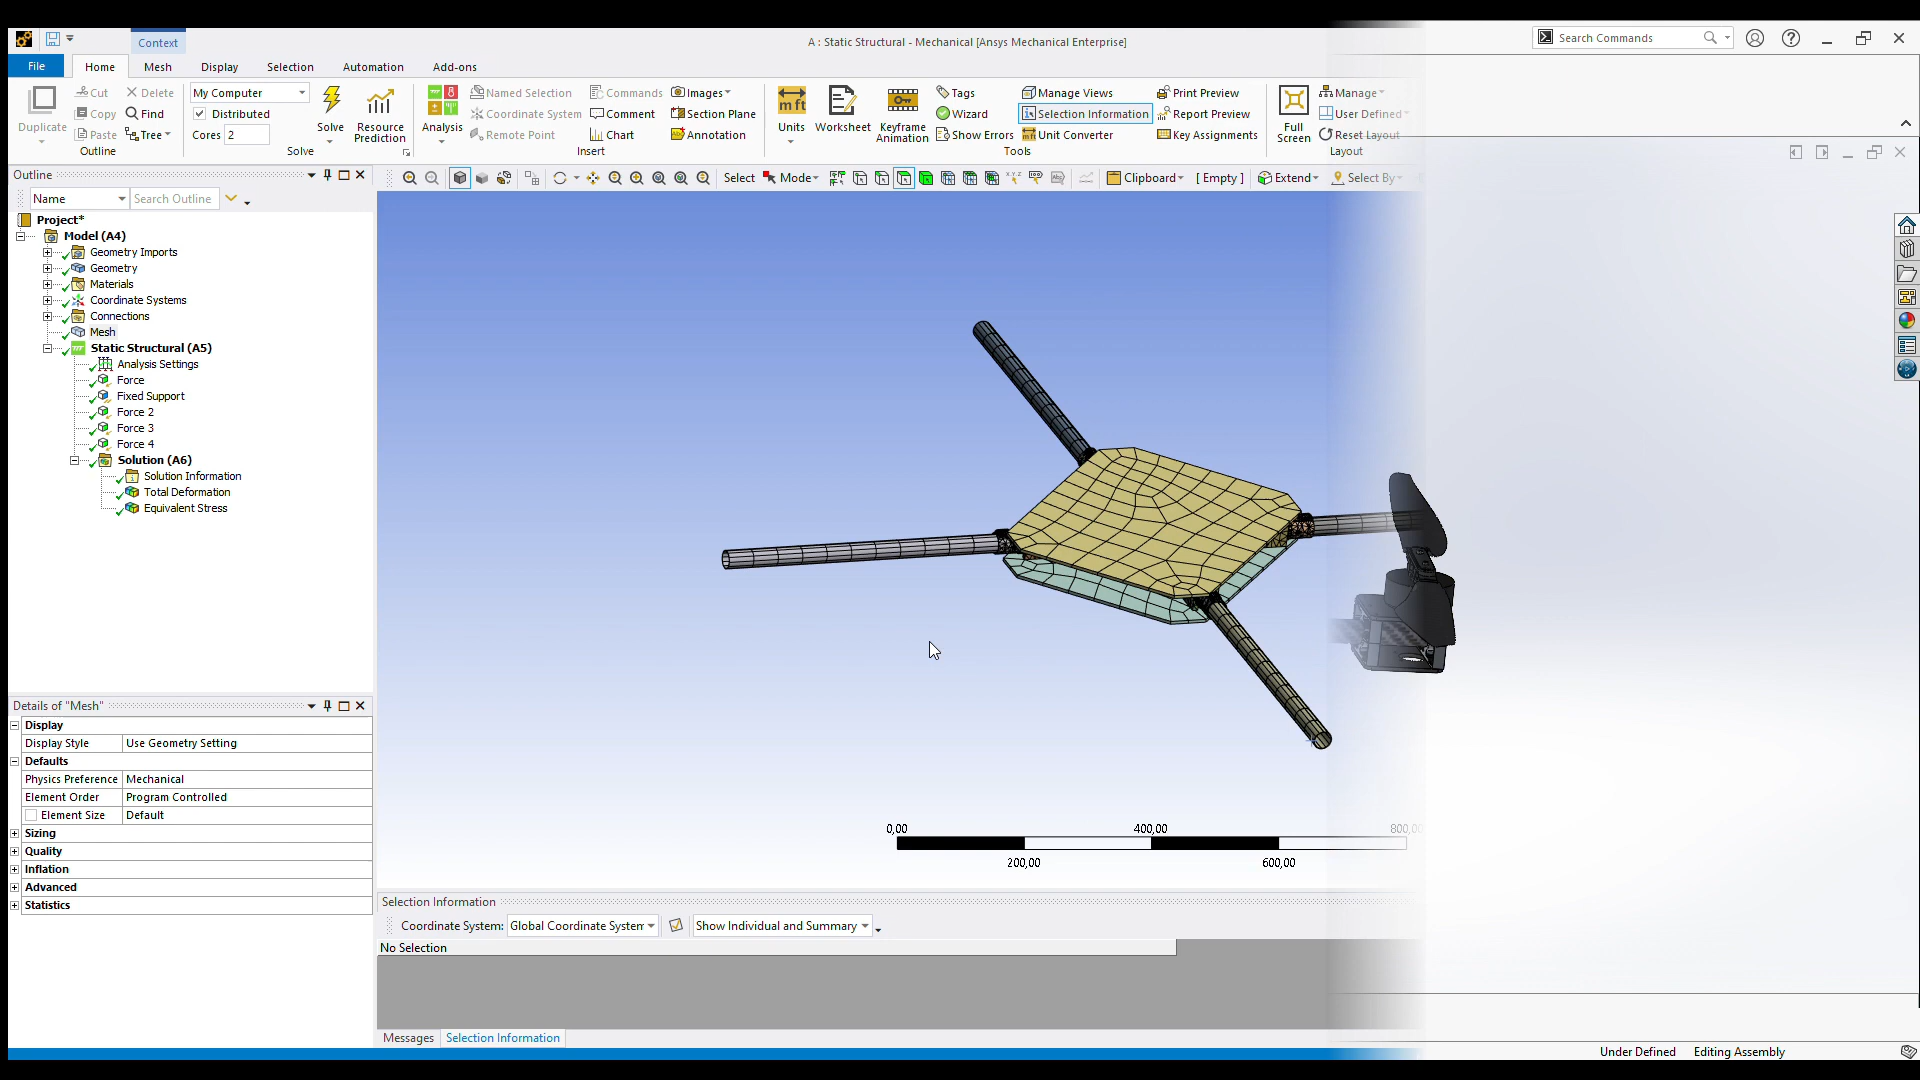 Context
A : Static Structural - Mechanical [Ansys Mechanical Enterprise]
Search Commands
File Home Mesh Display Selection Automation Add-ons
Cut Delete My Computer Named Selection Commands Images Tags Manage Views Print Preview Manage
Copy Find Distributed Coordinate System Comment Section Plane Wizard Selection Information Report Preview User Defined
Duplicate Paste Tree Cores 2 Solve Resource Prediction Analysis Remote Point Chart Annotation Units Worksheet Keyframe Animation Show Errors Unit Converter Key Assignments Full Screen Reset Layout
Outline Solve Insert Tools Layout
Outline
Select Mode Clipboard [ Empty ] Extend Select By
Name Search Outline
Project*
Model (A4)
Geometry Imports
Geometry
Materials
Coordinate Systems
Connections
Mesh
Static Structural (A5)
Analysis Settings
Force
Fixed Support
Force 2
Force 3
Force 4
Solution (A6)
Solution Information
Total Deformation
Equivalent Stress
Details of "Mesh"
Display
Display Style Use Geometry Setting
Defaults
Physics Preference Mechanical
Element Order Program Controlled
Element Size Default
Sizing
Quality
Inflation
Advanced
Statistics
0,00 400,00 800,00
200,00 600,00
Selection Information
Coordinate System: Global Coordinate System Show Individual and Summary
No Selection
Messages Selection Information
Under Defined Editing Assembly